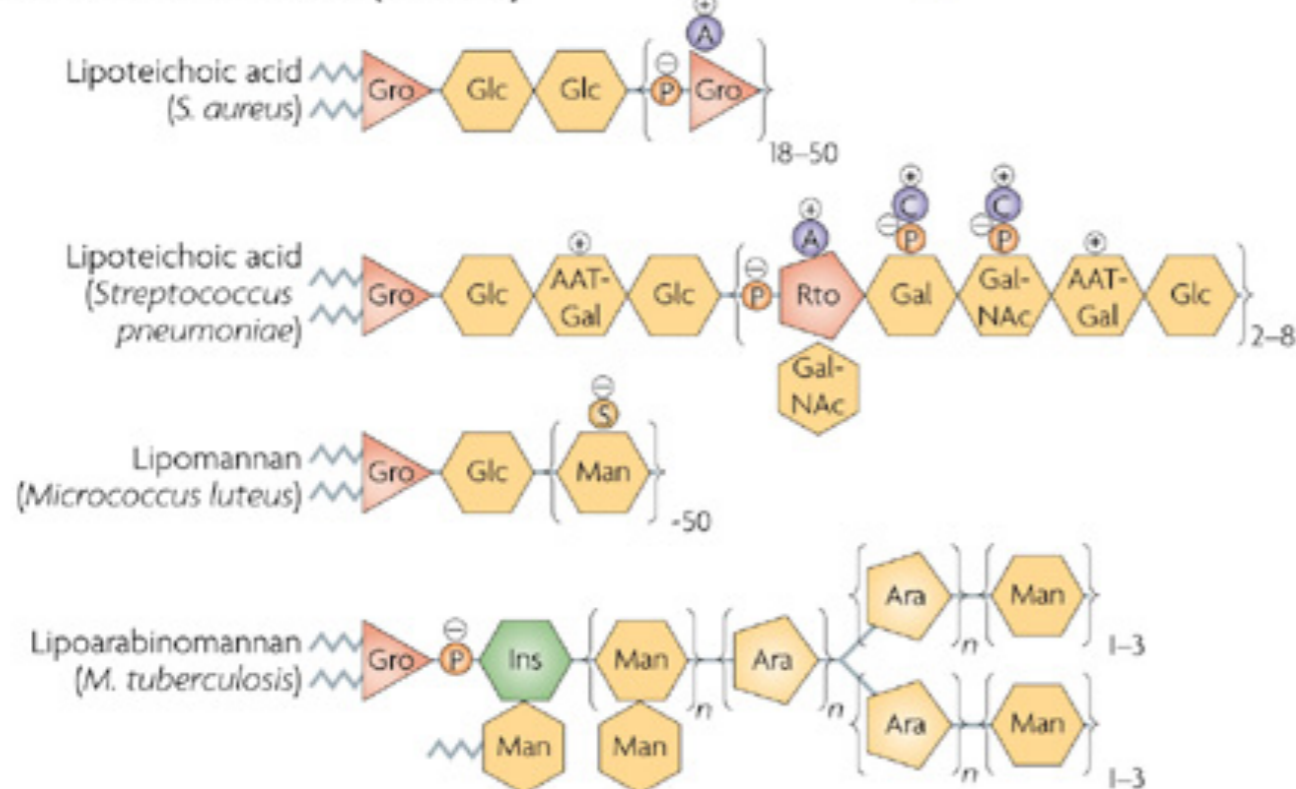 A
Lipoteichoic acid
(S. aureus)
Gro Glc Glc P Gro
18–50
C C
A P P
Lipoteichoic acid
(Streptococcus
pneumoniae)
Gro Glc AAT-Gal Glc P Rto Gal Gal-NAc AAT-Gal Glc
2–8
Gal-
NAc
S
Lipomannan
(Micrococcus luteus)
Gro Glc Man
-50
Ara n Man 1–3
Lipoarabinomannan
(M. tuberculosis)
Gro P Ins Man n Ara n
Ara n Man 1–3
Man Man